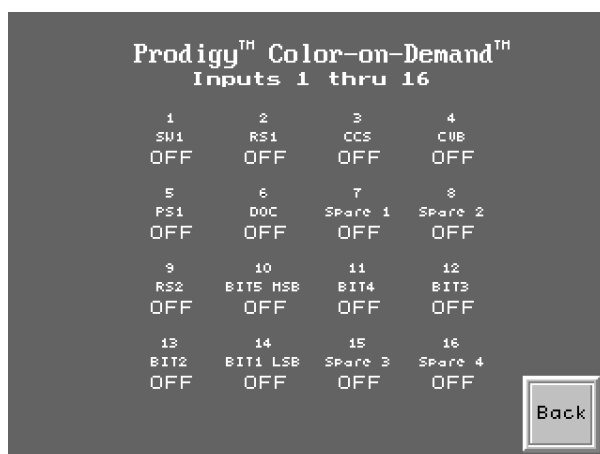 Prodigy™ Color-on-Demand™
Inputs 1 thru 16
1 2 3 4
SW1 RS1 CCS CVB
OFF OFF OFF OFF
5 6 7 8
PS1 DOC Spare 1 Spare 2
OFF OFF OFF OFF
9 10 11 12
RS2 BIT5 MSB BIT4 BIT3
OFF OFF OFF OFF
13 14 15 16
BIT2 BIT1 LSB Spare 3 Spare 4
OFF OFF OFF OFF
Back